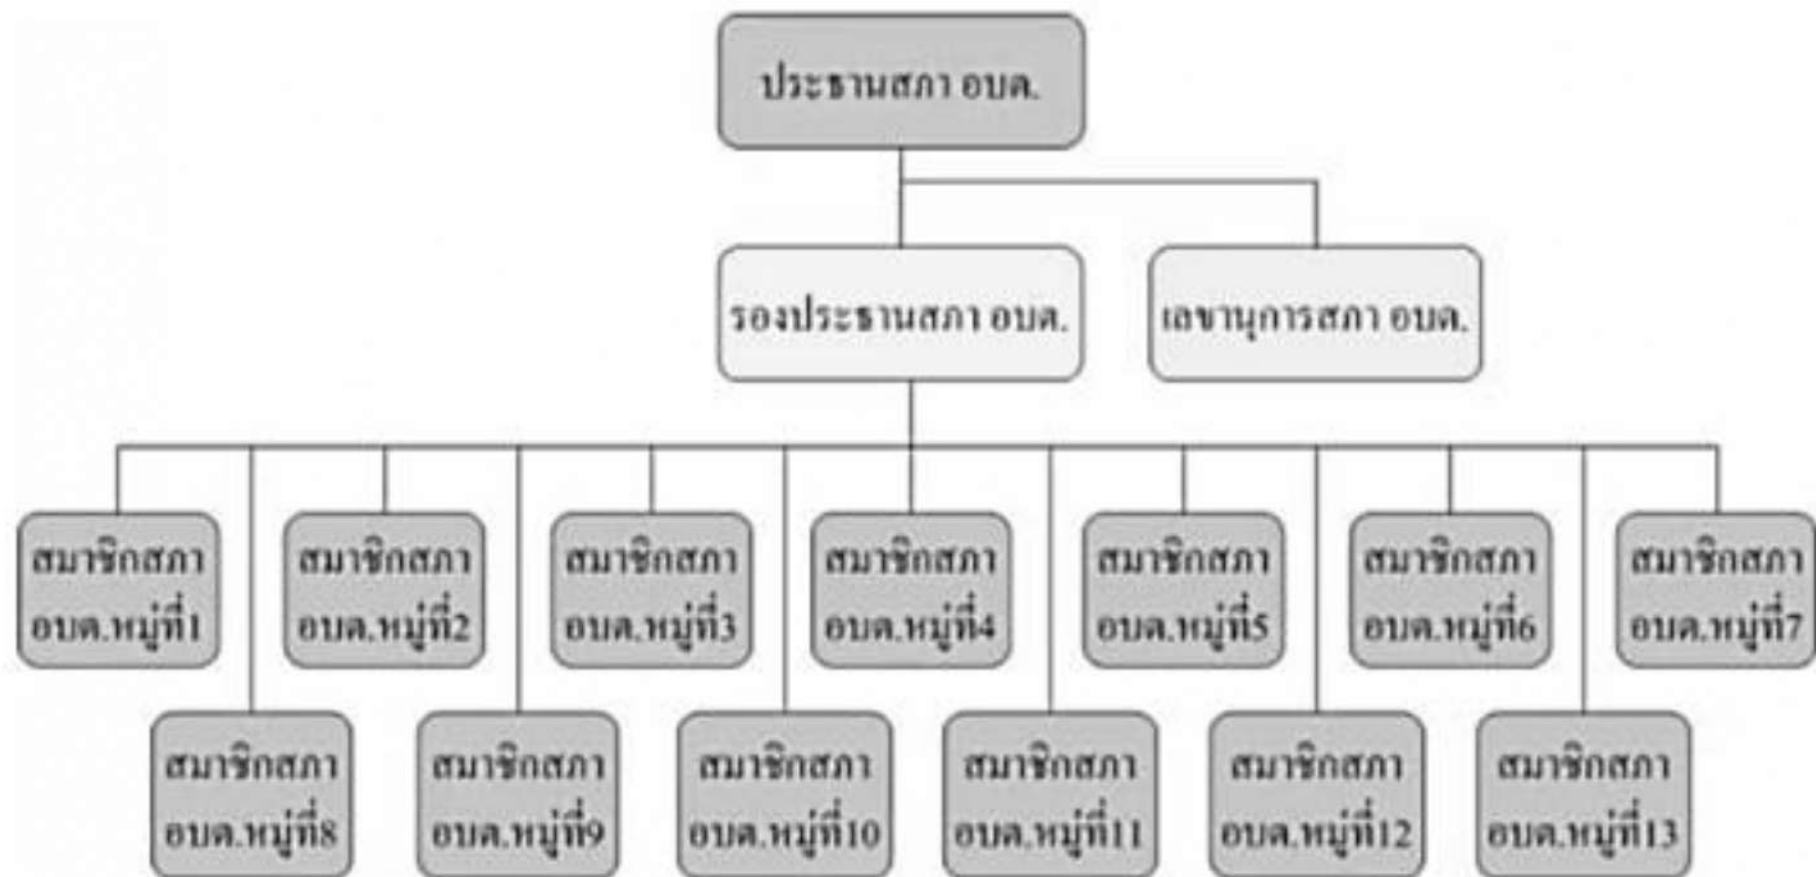 ประธานสภา อบต.
รองประธานสภา อบต.
เลขานุการสภา อบต.
สมาชิกสภา
อบต.หมู่ที่1
สมาชิกสภา
อบต.หมู่ที่2
สมาชิกสภา
อบต.หมู่ที่3
สมาชิกสภา
อบต.หมู่ที่4
สมาชิกสภา
อบต.หมู่ที่5
สมาชิกสภา
อบต.หมู่ที่6
สมาชิกสภา
อบต.หมู่ที่7
สมาชิกสภา
อบต.หมู่ที่8
สมาชิกสภา
อบต.หมู่ที่9
สมาชิกสภา
อบต.หมู่ที่10
สมาชิกสภา
อบต.หมู่ที่11
สมาชิกสภา
อบต.หมู่ที่12
สมาชิกสภา
อบต.หมู่ที่13